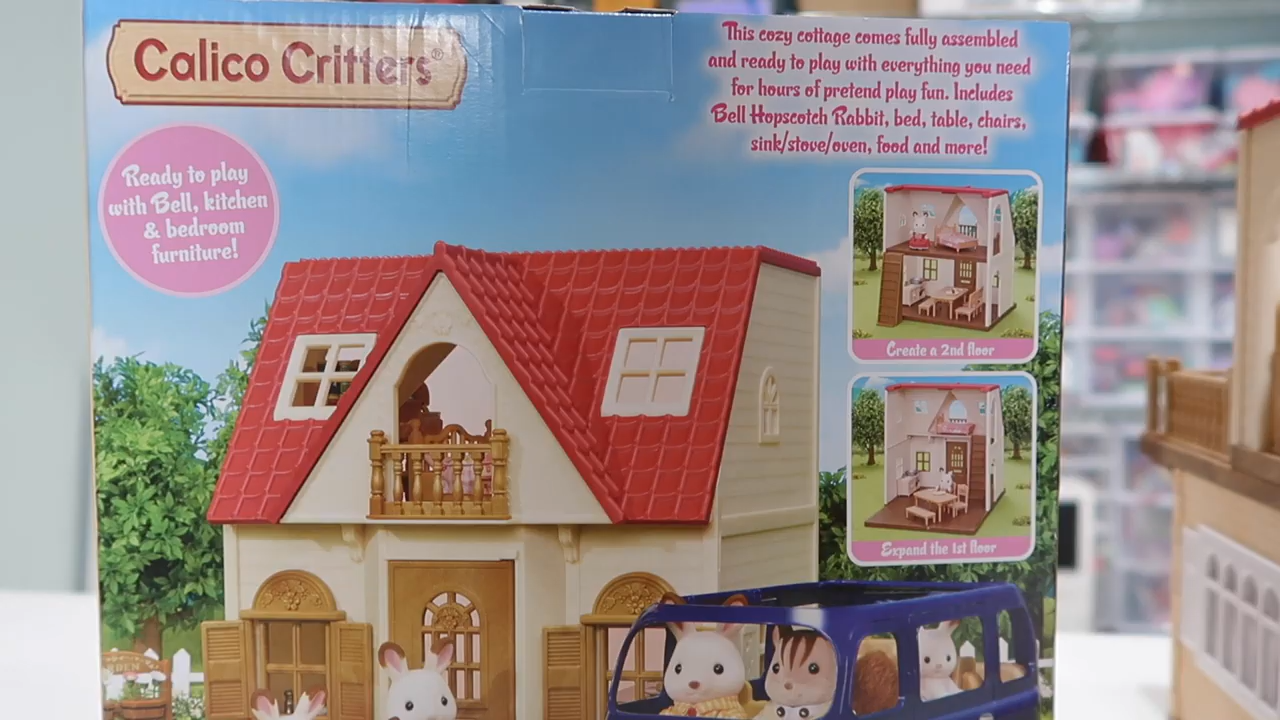 Calico Critters®
This cozy cottage comes fully assembled
and ready to play with everything you need
for hours of pretend play fun. Includes
Bell Hopscotch Rabbit, bed, table, chairs,
sink/stove/oven, food and more!
Ready to play
with Bell, kitchen
& bedroom
furniture!
Create a 2nd floor
Expand the 1st floor